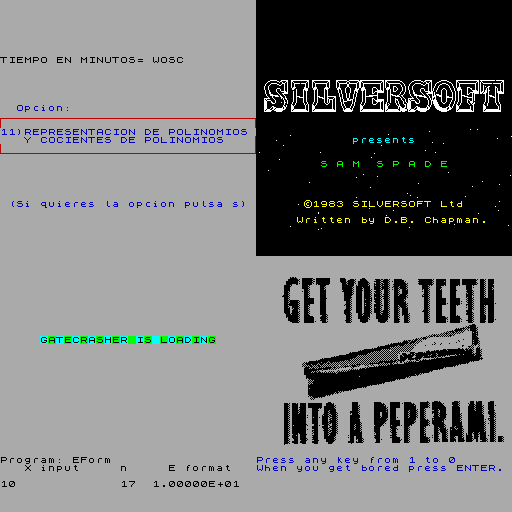 TIEMPO EN MINUTOS= WOSC
Opcion:
11)REPRESENTACION DE POLINOMIOS
Y COCIENTES DE POLINOMIOS
(Si quieres la opcion pulsa s)
SILVERSOFT
presents
SAM SPADE
©1983 SILVERSOFT Ltd
Written by D.B. Chapman.
GATECRASHER IS LOADING
Program: EForm
X input n E format
10 17 1.00000E+01
GET YOUR TEETH
PEPERAMI
INTO A PEPERAMI.
Press any key from 1 to 0
When you get bored press ENTER.